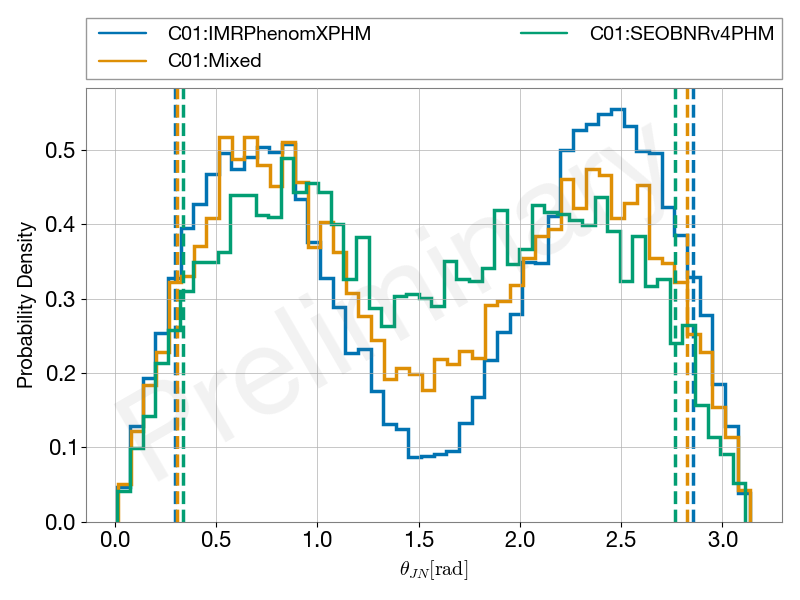 C01:IMRPhenomXPHM
C01:Mixed
C01:SEOBNRv4PHM
Preliminary
Probability Density
0.5
0.4
0.3
0.2
0.1
0.0
0.0 0.5 1.0 1.5 2.0 2.5 3.0
θ_JN[rad]